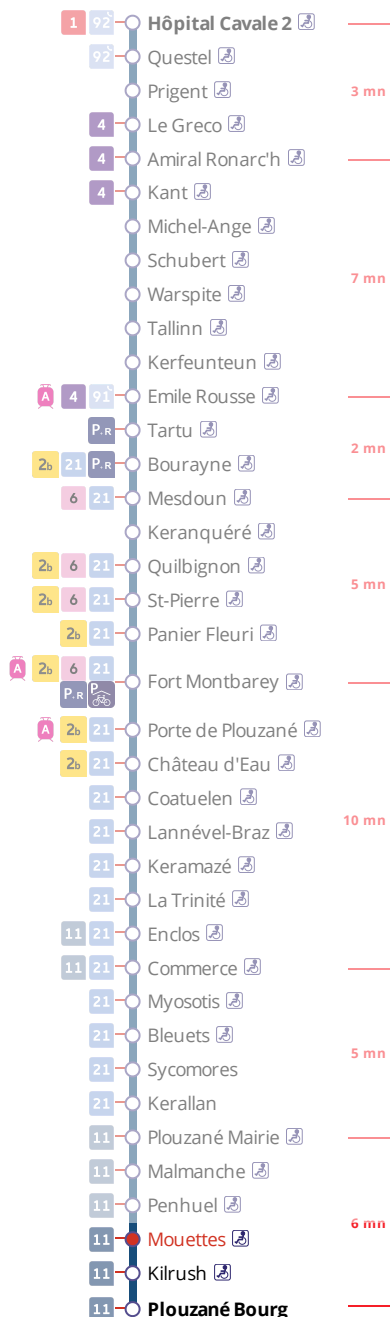 1 92 Hôpital Cavale 2
92 Questel
Prigent 3 mn
4 Le Greco
4 Amiral Ronarc'h
4 Kant
Michel-Ange
Schubert
Warspite 7 mn
Tallinn
Kerfeunteun
A 4 91 Emile Rousse
P+R Tartu
2 mn
2b 21 P+R Bourayne
6 21 Mesdoun
Keranquéré
2b 6 21 Quilbignon
5 mn
2b 6 21 St-Pierre
2b 21 Panier Fleuri
A 2b 6 21
Fort Montbarey
P+R P
A 2b 21 Porte de Plouzané
2b 21 Château d'Eau
21 Coatuelen
10 mn
21 Lannével-Braz
21 Keramazé
21 La Trinité
11 21 Enclos
11 21 Commerce
21 Myosotis
21 Bleuets
5 mn
21 Sycomores
21 Kerallan
11 Plouzané Mairie
11 Malmanche
11 Penhuel
6 mn
11 Mouettes
11 Kilrush
11 Plouzané Bourg